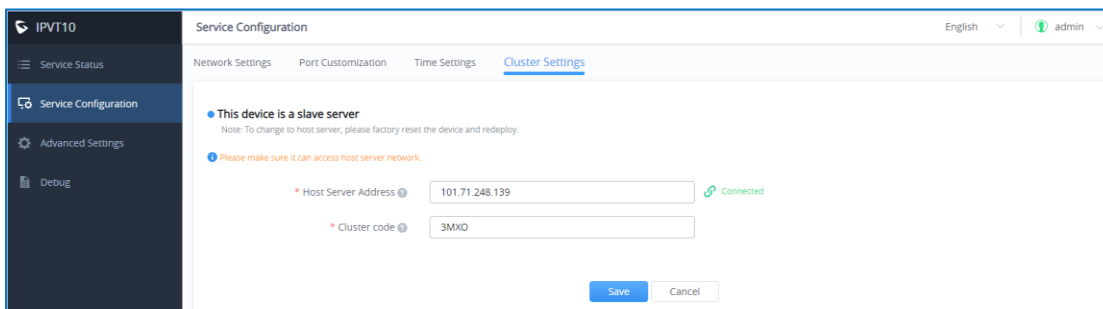 IPVT10
Service Configuration
English
admin
Service Status
Network Settings
Port Customization
Time Settings
Cluster Settings
Service Configuration
This device is a slave server
Note: To change to host server, please factory reset the device and redeploy.
Advanced Settings
Please make sure it can access host server network.
Debug
* Host Server Address
101.71.248.139
Connected
* Cluster code
3MXO
Save
Cancel